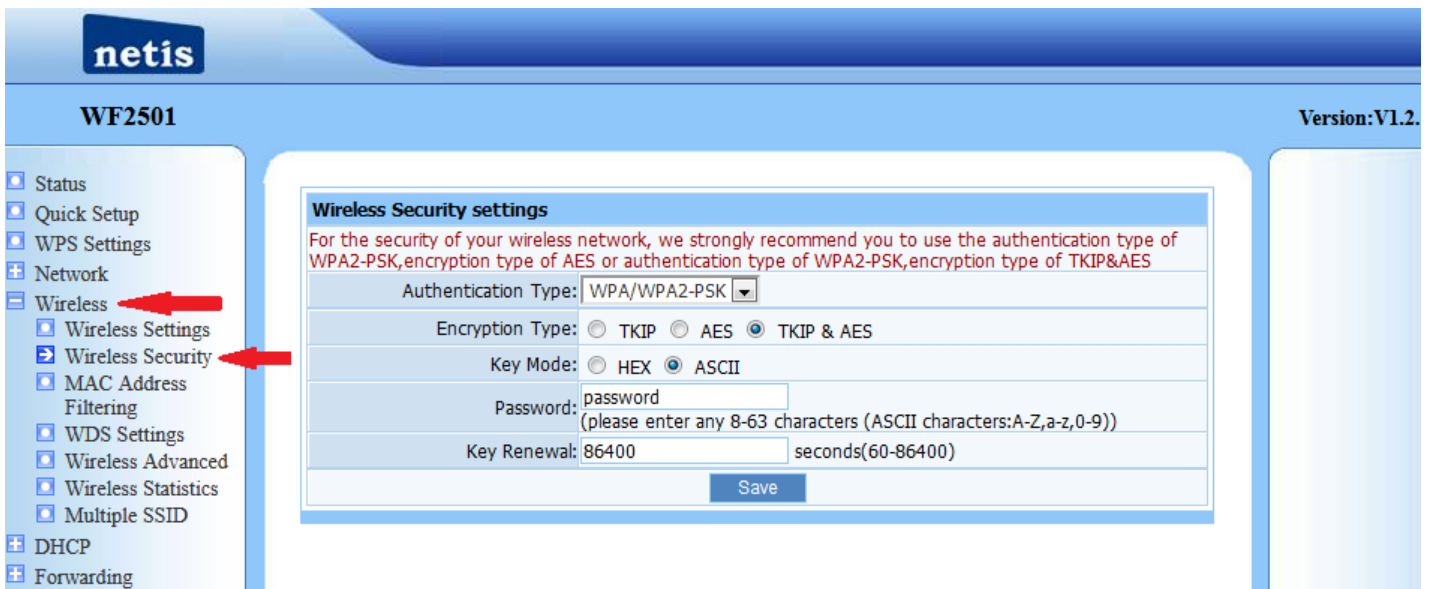 netis
WF2501
Version:V1.2.
Status
Quick Setup
WPS Settings
Network
Wireless
Wireless Settings
Wireless Security
MAC Address
Filtering
WDS Settings
Wireless Advanced
Wireless Statistics
Multiple SSID
DHCP
Forwarding
Wireless Security settings
For the security of your wireless network, we strongly recommend you to use the authentication type of
WPA2-PSK,encryption type of AES or authentication type of WPA2-PSK,encryption type of TKIP&AES
Authentication Type: WPA/WPA2-PSK
Encryption Type: TKIP AES TKIP & AES
Key Mode: HEX ASCII
Password: password
(please enter any 8-63 characters (ASCII characters:A-Z,a-z,0-9))
Key Renewal: 86400 seconds(60-86400)
Save